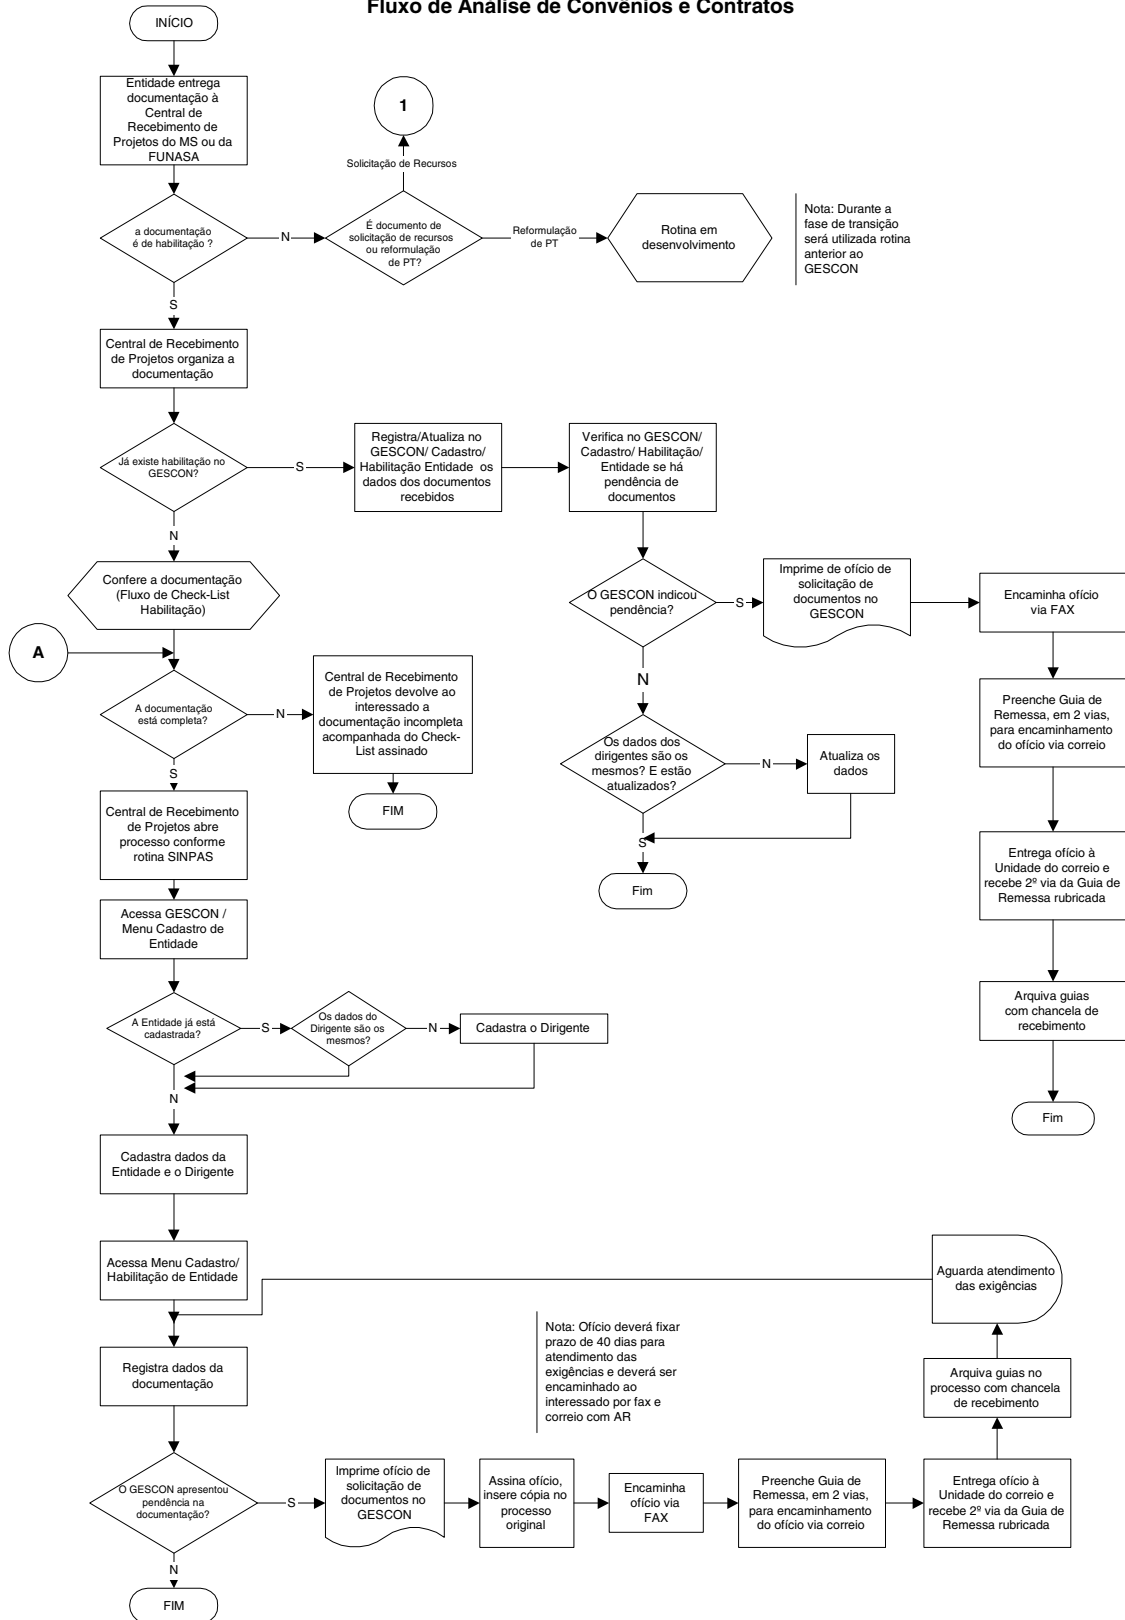 Fluxo de Análise de Convênios e Contratos
INÍCIO
Entidade entrega
documentação à
Central de
Recebimento de
Projetos do MS ou da
FUNASA
1
Solicitação de Recursos
a documentação
é de habilitação ?
N
É documento de
solicitação de recursos
ou reformulação
de PT?
Reformulação
de PT
Rotina em
desenvolvimento
Nota: Durante a
fase de transição
será utilizada rotina
anterior ao
GESCON
S
Central de Recebimento
de Projetos organiza a
documentação
Já existe habilitação no
GESCON?
S
Registra/Atualiza no
GESCON/ Cadastro/
Habilitação Entidade os
dados dos documentos
recebidos
Verifica no GESCON/
Cadastro/ Habilitação/
Entidade se há
pendência de
documentos
N
Confere a documentação
(Fluxo de Check-List
Habilitação)
O GESCON indicou
pendência?
S
Imprime de ofício de
solicitação de
documentos no
GESCON
Encaminha ofício
via FAX
A
A documentação
está completa?
N
Central de Recebimento
de Projetos devolve ao
interessado a
documentação incompleta
acompanhada do Check-
List assinado
FIM
N
Os dados dos
dirigentes são os
mesmos? E estão
atualizados?
N
Atualiza os
dados
S
Fim
Preenche Guia de
Remessa, em 2 vias,
para encaminhamento
do ofício via correio
Entrega ofício à
Unidade do correio e
recebe 2º via da Guia de
Remessa rubricada
Arquiva guias
com chancela de
recebimento
Fim
S
Central de Recebimento
de Projetos abre
processo conforme
rotina SINPAS
Acessa GESCON /
Menu Cadastro de
Entidade
A Entidade já está
cadastrada?
S
Os dados do
Dirigente são os
mesmos?
N
Cadastra o Dirigente
N
Cadastra dados da
Entidade e o Dirigente
Acessa Menu Cadastro/
Habilitação de Entidade
Aguarda atendimento
das exigências
Nota: Ofício deverá fixar
prazo de 40 dias para
atendimento das
exigências e deverá ser
encaminhado ao
interessado por fax e
correio com AR
Registra dados da
documentação
Arquiva guias no
processo com chancela
de recebimento
O GESCON apresentou
pendência na
documentação?
S
Imprime ofício de
solicitação de
documentos no
GESCON
Assina ofício,
insere cópia no
processo
original
Encaminha
ofício via
FAX
Preenche Guia de
Remessa, em 2 vias,
para encaminhamento
do ofício via correio
Entrega ofício à
Unidade do correio e
recebe 2º via da Guia de
Remessa rubricada
N
FIM